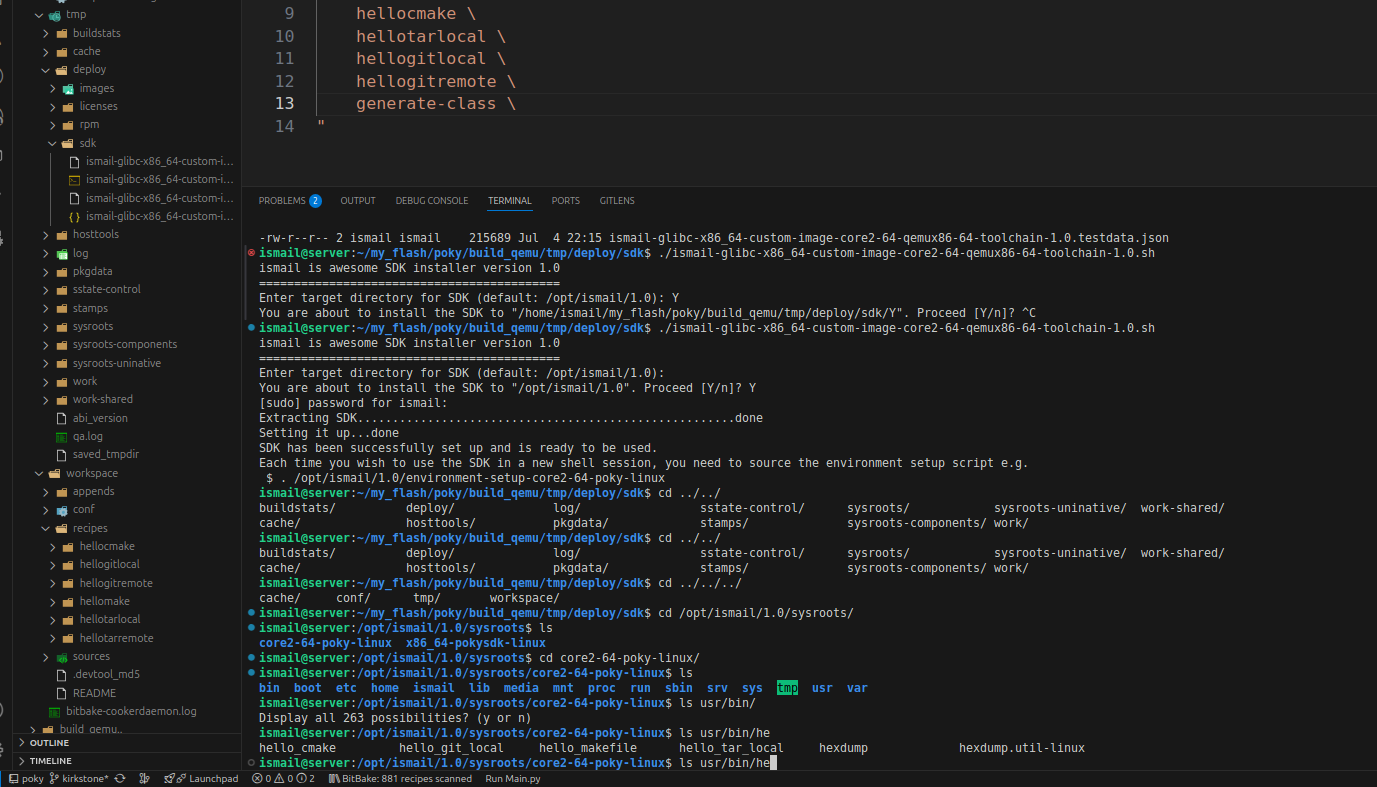 tmp
buildstats
cache
deploy
images
licenses
rpm
sdk
ismail-glibc-x86_64-custom-i...
ismail-glibc-x86_64-custom-i...
ismail-glibc-x86_64-custom-i...
ismail-glibc-x86_64-custom-i...
hosttools
log
pkgdata
sstate-control
stamps
sysroots
sysroots-components
sysroots-uninative
work
work-shared
abi_version
qa.log
saved_tmpdir
workspace
appends
conf
recipes
hellocmake
hellogitlocal
hellogitremote
hellomake
hellotarlocal
hellotarremote
sources
.devtool_md5
README
bitbake-cookerdaemon.log
build_qemu..
OUTLINE
TIMELINE
9 hellocmake \
10 hellotarlocal \
11 hellogitlocal \
12 hellogitremote \
13 generate-class \
14 "
PROBLEMS 2 OUTPUT DEBUG CONSOLE TERMINAL PORTS GITLENS
-rw-r--r-- 2 ismail ismail 215689 Jul 4 22:15 ismail-glibc-x86_64-custom-image-core2-64-qemux86-64-toolchain-1.0.testdata.json
ismail@server:~/my_flash/poky/build_qemu/tmp/deploy/sdk$ ./ismail-glibc-x86_64-custom-image-core2-64-qemux86-64-toolchain-1.0.sh
ismail is awesome SDK installer version 1.0
===========================================
Enter target directory for SDK (default: /opt/ismail/1.0): Y
You are about to install the SDK to "/home/ismail/my_flash/poky/build_qemu/tmp/deploy/sdk/Y". Proceed [Y/n]? ^C
ismail@server:~/my_flash/poky/build_qemu/tmp/deploy/sdk$ ./ismail-glibc-x86_64-custom-image-core2-64-qemux86-64-toolchain-1.0.sh
ismail is awesome SDK installer version 1.0
===========================================
Enter target directory for SDK (default: /opt/ismail/1.0):
You are about to install the SDK to "/opt/ismail/1.0". Proceed [Y/n]? Y
[sudo] password for ismail:
Extracting SDK......................................................done
Setting it up...done
SDK has been successfully set up and is ready to be used.
Each time you wish to use the SDK in a new shell session, you need to source the environment setup script e.g.
$ . /opt/ismail/1.0/environment-setup-core2-64-poky-linux
ismail@server:~/my_flash/poky/build_qemu/tmp/deploy/sdk$ cd ../../
buildstats/ deploy/ log/ sstate-control/ sysroots/ sysroots-uninative/ work-shared/
cache/ hosttools/ pkgdata/ stamps/ sysroots-components/ work/
ismail@server:~/my_flash/poky/build_qemu/tmp/deploy/sdk$ cd ../../
buildstats/ deploy/ log/ sstate-control/ sysroots/ sysroots-uninative/ work-shared/
cache/ hosttools/ pkgdata/ stamps/ sysroots-components/ work/
ismail@server:~/my_flash/poky/build_qemu/tmp/deploy/sdk$ cd ../../../
cache/ conf/ tmp/ workspace/
ismail@server:~/my_flash/poky/build_qemu/tmp/deploy/sdk$ cd /opt/ismail/1.0/sysroots/
ismail@server:/opt/ismail/1.0/sysroots$ ls
core2-64-poky-linux x86_64-pokysdk-linux
ismail@server:/opt/ismail/1.0/sysroots$ cd core2-64-poky-linux/
ismail@server:/opt/ismail/1.0/sysroots/core2-64-poky-linux$ ls
bin boot etc home ismail lib media mnt proc run sbin srv sys tmp usr var
ismail@server:/opt/ismail/1.0/sysroots/core2-64-poky-linux$ ls usr/bin/
Display all 263 possibilities? (y or n)
ismail@server:/opt/ismail/1.0/sysroots/core2-64-poky-linux$ ls usr/bin/he
hello_cmake hello_git_local hello_makefile hello_tar_local hexdump hexdump.util-linux
ismail@server:/opt/ismail/1.0/sysroots/core2-64-poky-linux$ ls usr/bin/he
poky kirkstone* Launchpad 0 0 2 BitBake: 881 recipes scanned Run Main.py